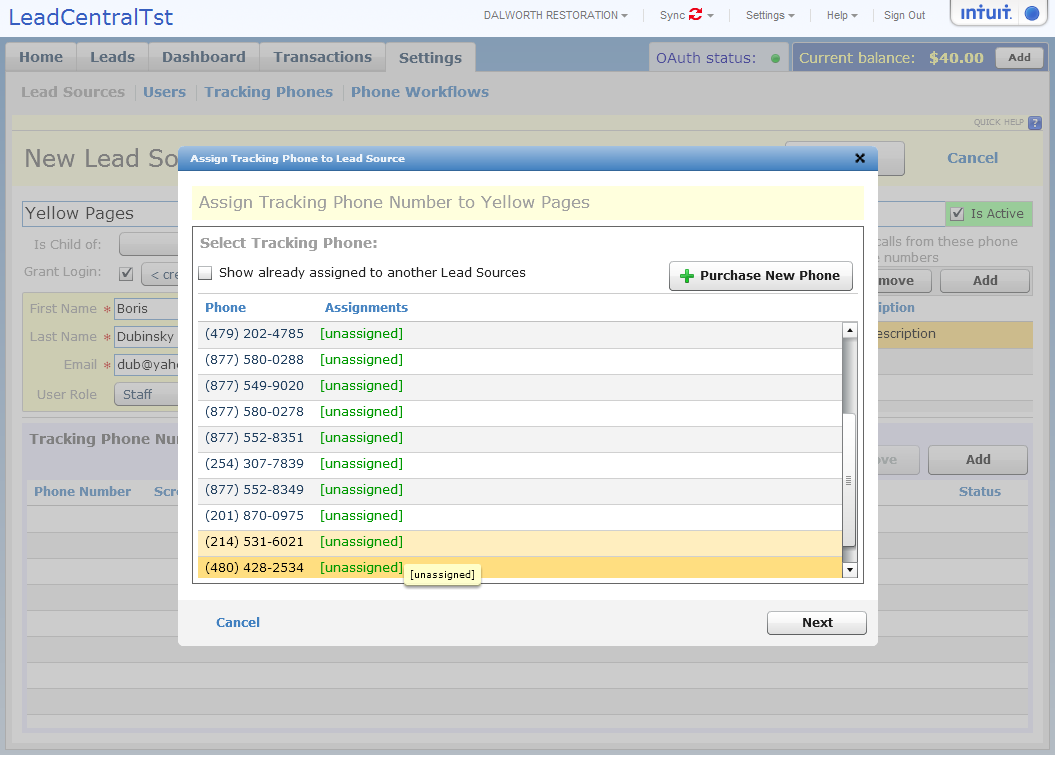 LeadCentralTst
DALWORTH RESTORATION Sync Settings Help Sign Out intuit.
Home Leads Dashboard Transactions Settings OAuth status: Current balance: $40.00 Add
Lead Sources Users Tracking Phones Phone Workflows
QUICK HELP ?
New Lead So Cancel
Assign Tracking Phone to Lead Source
Assign Tracking Phone Number to Yellow Pages
Yellow Pages Is Active
Is Child of: calls from these phone
numbers
Grant Login: < cre move Add
First Name * Boris iption
Last Name * Dubinsky escription
Email * dub@yah
User Role Staff
Select Tracking Phone:
Show already assigned to another Lead Sources Purchase New Phone
Phone Assignments
(479) 202-4785 [unassigned]
(877) 580-0288 [unassigned]
(877) 549-9020 [unassigned]
(877) 580-0278 [unassigned]
(877) 552-8351 [unassigned]
(254) 307-7839 [unassigned]
(877) 552-8349 [unassigned]
(201) 870-0975 [unassigned]
(214) 531-6021 [unassigned]
(480) 428-2534 [unassigned]
[unassigned]
Cancel Next
Tracking Phone Nu ve Add
Phone Number Scr Status